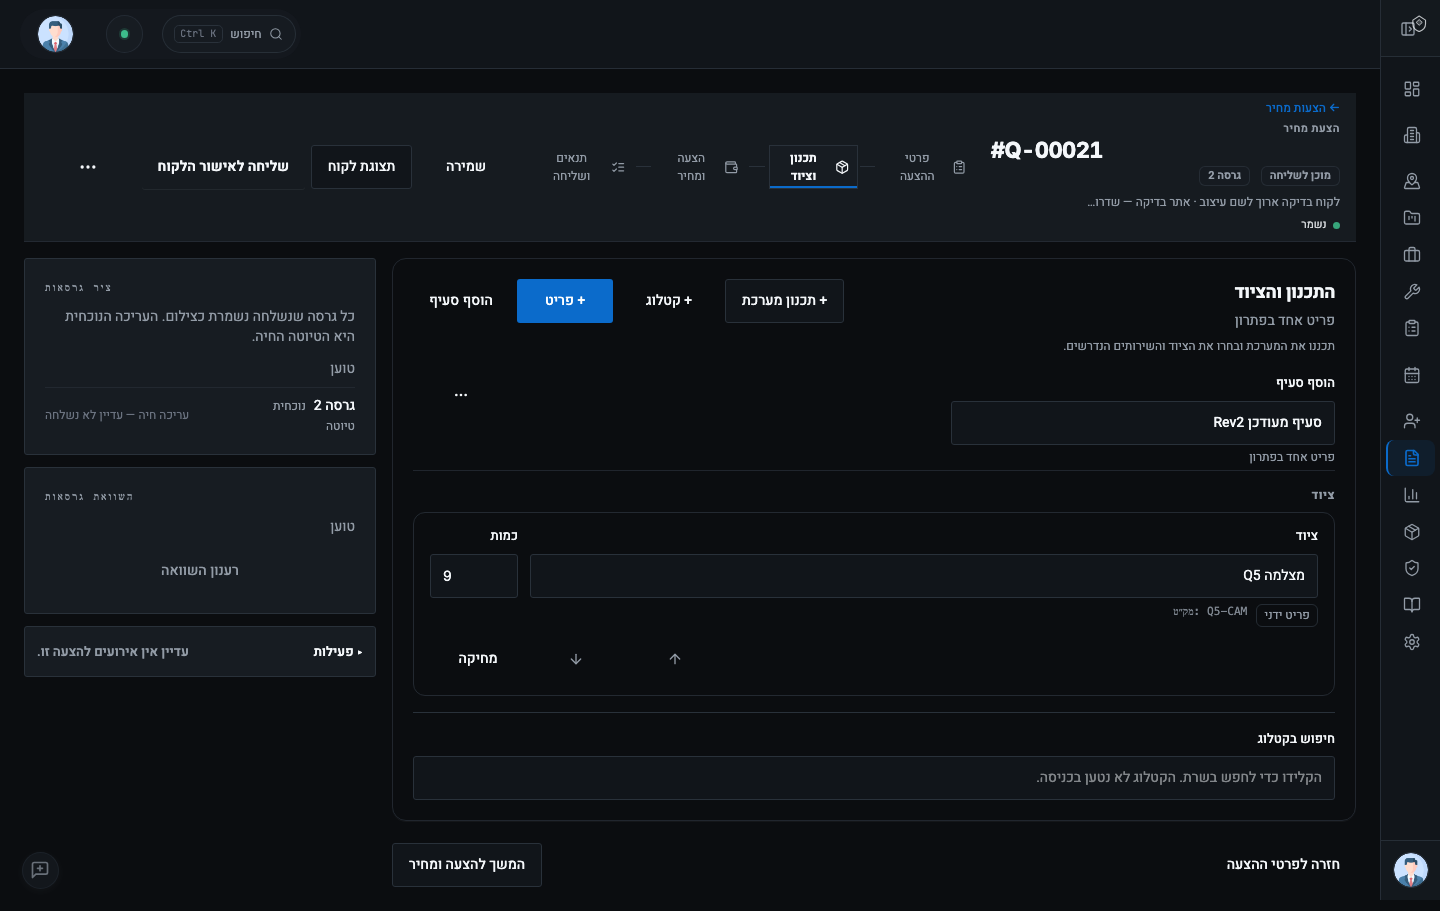 חיפוש Ctrl K
← הצעות מחיר
הצעת מחיר
#Q-00021
מוכן לשליחה
גרסה 2
לקוח בדיקה ארוך לשם עיצוב · אתר בדיקה — שדרו...
נשמר
פרטי
ההצעה
תכנון
וציוד
הצעה
ומחיר
תנאים
ושליחה
שמירה
תצוגת לקוח
שליחה לאישור הלקוח
...
התכנון והציוד
פריט אחד בפתרון
תכננו את המערכת ובחרו את הציוד והשירותים הנדרשים.
+ תכנון מערכת
+ קטלוג
+ פריט
הוסף סעיף
הוסף סעיף
סעיף מעודכן Rev2
פריט אחד בפתרון
...
ציוד
ציוד
כמות
מצלמה Q5
9
פריט ידני
מק״ט: Q5-CAM
מחיקה
חיפוש בקטלוג
הקלידו כדי לחפש בשרת. הקטלוג לא נטען בכניסה.
חזרה לפרטי ההצעה
המשך להצעה ומחיר
ציר גרסאות
כל גרסה שנשלחה נשמרת כצילום. העריכה הנוכחית
היא הטיוטה החיה.
טוען
גרסה 2 נוכחית
טיוטה
עריכה חיה — עדיין לא נשלחה
השוואת גרסאות
טוען
רענון השוואה
פעילות
עדיין אין אירועים להצעה זו.